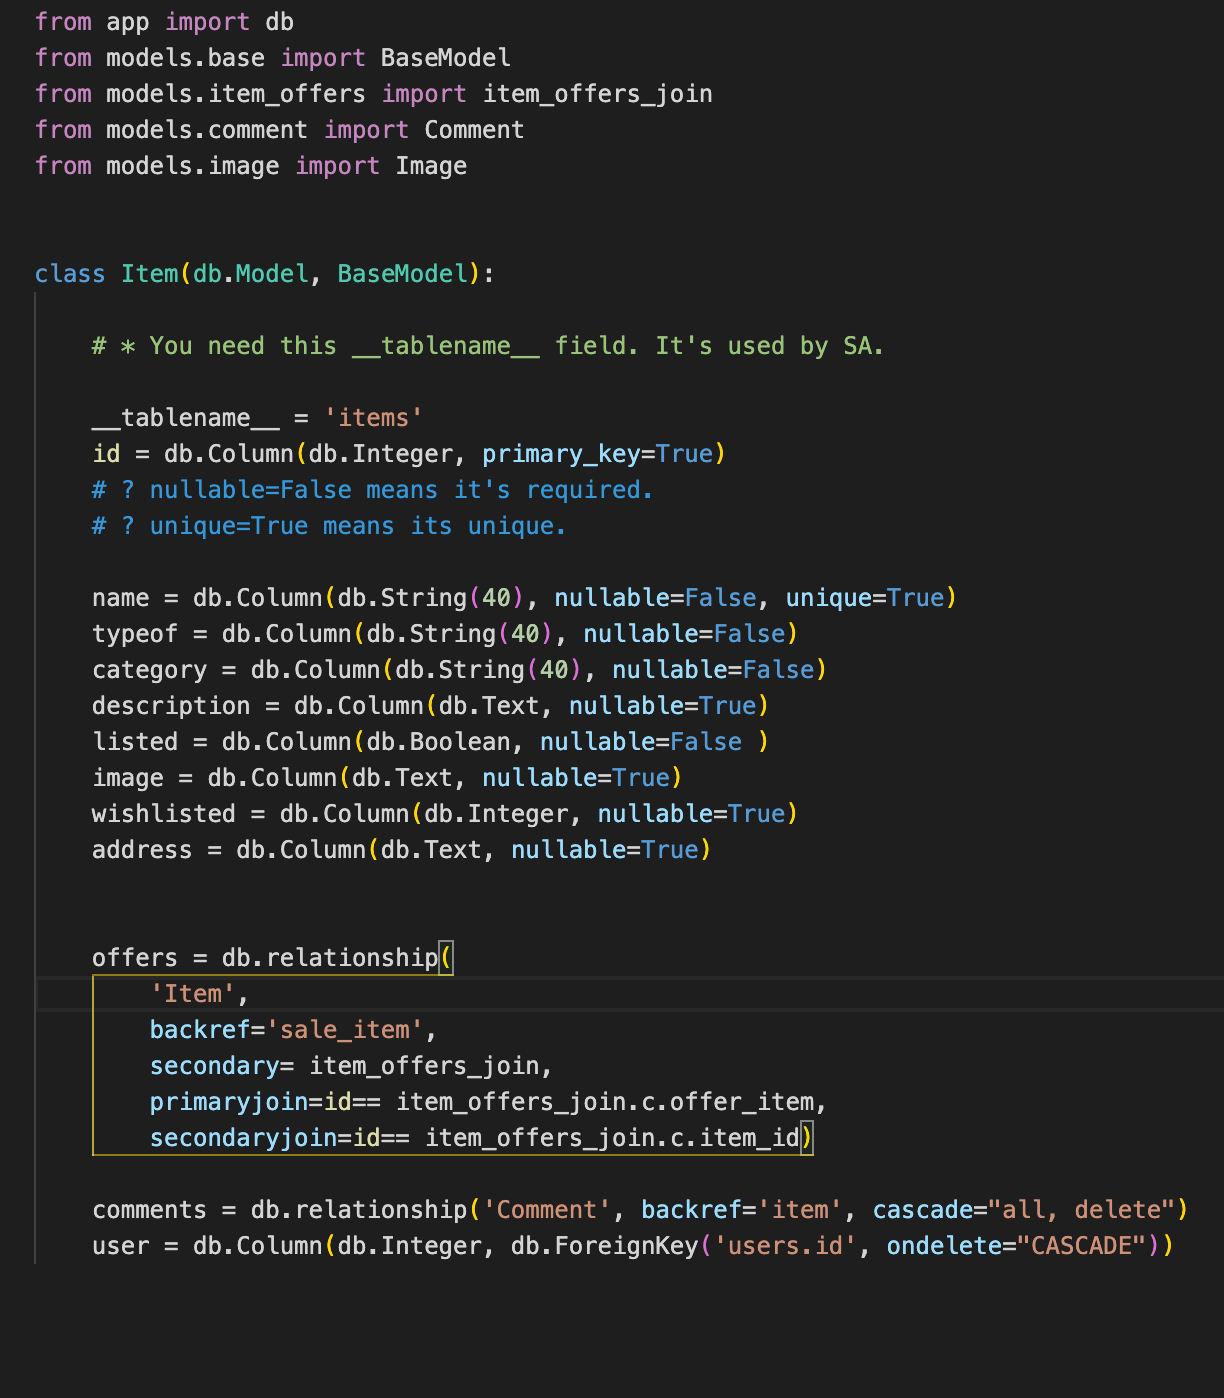 from app import db
from models.base import BaseModel
from models.item_offers import item_offers_join
from models.comment import Comment
from models.image import Image
class Item(db.Model, BaseModel):
# * You need this __tablename__ field. It's used by SA.
__tablename__ = 'items'
id = db.Column(db.Integer, primary_key=True)
# ? nullable=False means it's required.
# ? unique=True means its unique.
name = db.Column(db.String(40), nullable=False, unique=True)
typeof = db.Column(db.String(40), nullable=False)
category = db.Column(db.String(40), nullable=False)
description = db.Column(db.Text, nullable=True)
listed = db.Column(db.Boolean, nullable=False )
image = db.Column(db.Text, nullable=True)
wishlisted = db.Column(db.Integer, nullable=True)
address = db.Column(db.Text, nullable=True)
offers = db.relationship(
'Item',
backref='sale_item',
secondary= item_offers_join,
primaryjoin=id== item_offers_join.c.offer_item,
secondaryjoin=id== item_offers_join.c.item_id)
comments = db.relationship('Comment', backref='item', cascade="all, delete")
user = db.Column(db.Integer, db.ForeignKey('users.id', ondelete="CASCADE"))